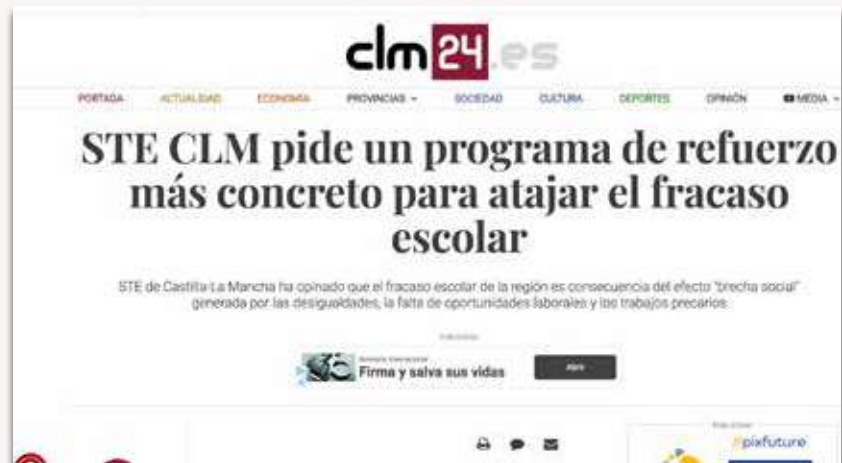 clm24.es
PORTADA ACTUALIDAD ECONOMÍA PROVINCIAS SOCIEDAD CULTURA DEPORTES OPINIÓN MEDIA
STE CLM pide un programa de refuerzo
más concreto para atajar el fracaso
escolar
STE de Castilla-La Mancha ha opinado que el fracaso escolar de la región es consecuencia del efecto "brecha social"
generada por las desigualdades, la falta de oportunidades laborales y los trabajos precarios.
Firma y salva sus vidas
Abrir
pixfuture